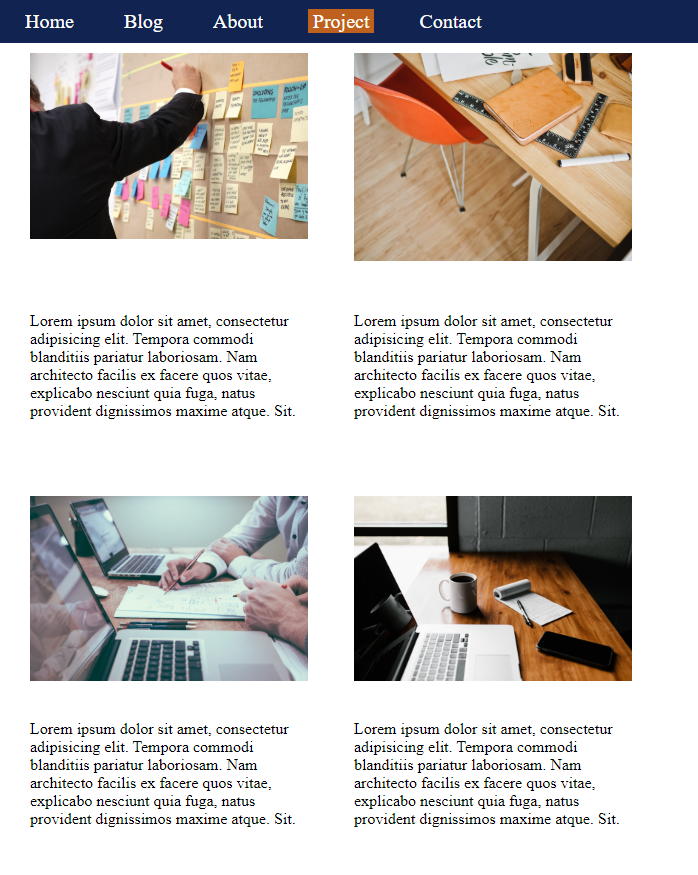 Home Blog About Project Contact
Lorem ipsum dolor sit amet, consectetur
adipisicing elit. Tempora commodi
blanditiis pariatur laboriosam. Nam
architecto facilis ex facere quos vitae,
explicabo nesciunt quia fuga, natus
provident dignissimos maxime atque. Sit.
Lorem ipsum dolor sit amet, consectetur
adipisicing elit. Tempora commodi
blanditiis pariatur laboriosam. Nam
architecto facilis ex facere quos vitae,
explicabo nesciunt quia fuga, natus
provident dignissimos maxime atque. Sit.
Lorem ipsum dolor sit amet, consectetur
adipisicing elit. Tempora commodi
blanditiis pariatur laboriosam. Nam
architecto facilis ex facere quos vitae,
explicabo nesciunt quia fuga, natus
provident dignissimos maxime atque. Sit.
Lorem ipsum dolor sit amet, consectetur
adipisicing elit. Tempora commodi
blanditiis pariatur laboriosam. Nam
architecto facilis ex facere quos vitae,
explicabo nesciunt quia fuga, natus
provident dignissimos maxime atque. Sit.